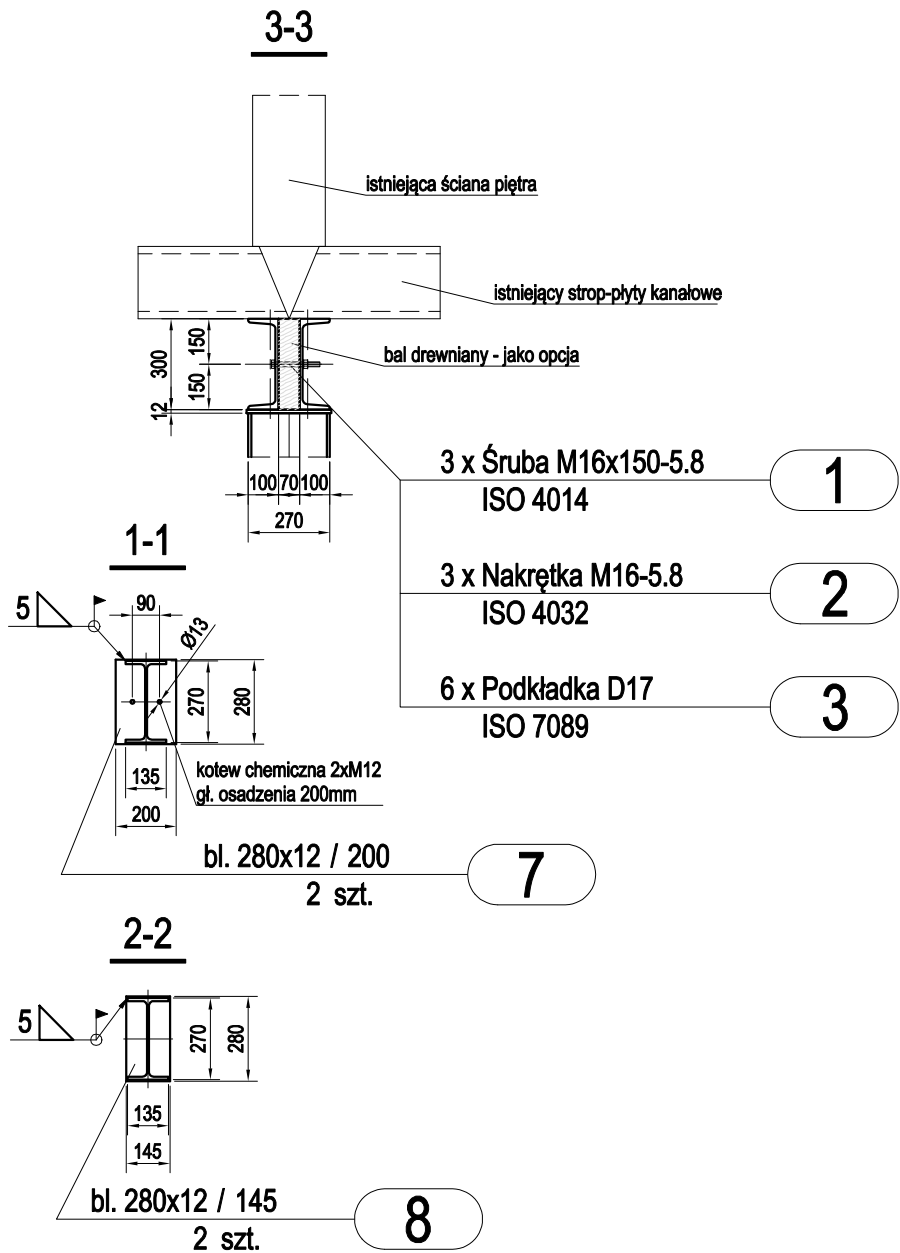 3-3
istniejąca ściana piętra
istniejący strop-płyty kanałowe
300
150
150
12
bal drewniany - jako opcja
100 70 100
270
3 x Śruba M16x150-5.8
ISO 4014
1
3 x Nakrętka M16-5.8
ISO 4032
2
6 x Podkładka D17
ISO 7089
3
1-1
5
90
Ø13
270
280
135
200
kotew chemiczna 2xM12
gł. osadzenia 200mm
bl. 280x12 / 200
2 szt.
7
2-2
5
270
280
135
145
bl. 280x12 / 145
2 szt.
8